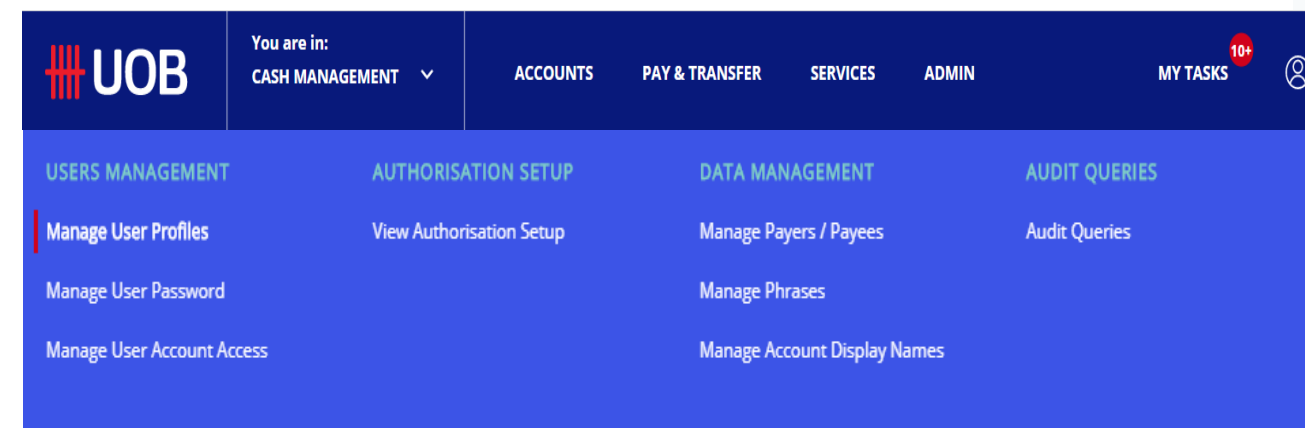 UOB
You are in:
CASH MANAGEMENT
ACCOUNTS
PAY & TRANSFER
SERVICES
ADMIN
MY TASKS
10+
USERS MANAGEMENT
Manage User Profiles
Manage User Password
Manage User Account Access
AUTHORISATION SETUP
View Authorisation Setup
DATA MANAGEMENT
Manage Payers / Payees
Manage Phrases
Manage Account Display Names
AUDIT QUERIES
Audit Queries